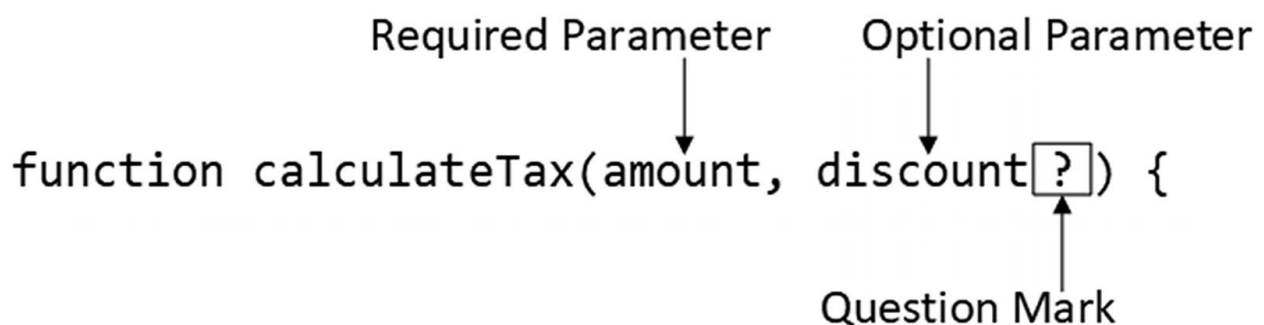 Required Parameter Optional Parameter
function calculateTax(amount, discount?) {
Question Mark